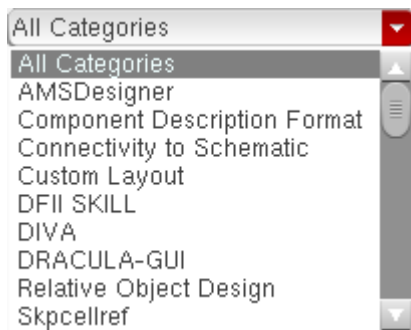 All Categories
All Categories
AMSDesigner
Component Description Format
Connectivity to Schematic
Custom Layout
DFII SKILL
DIVA
DRACULA-GUI
Relative Object Design
Skpcellref